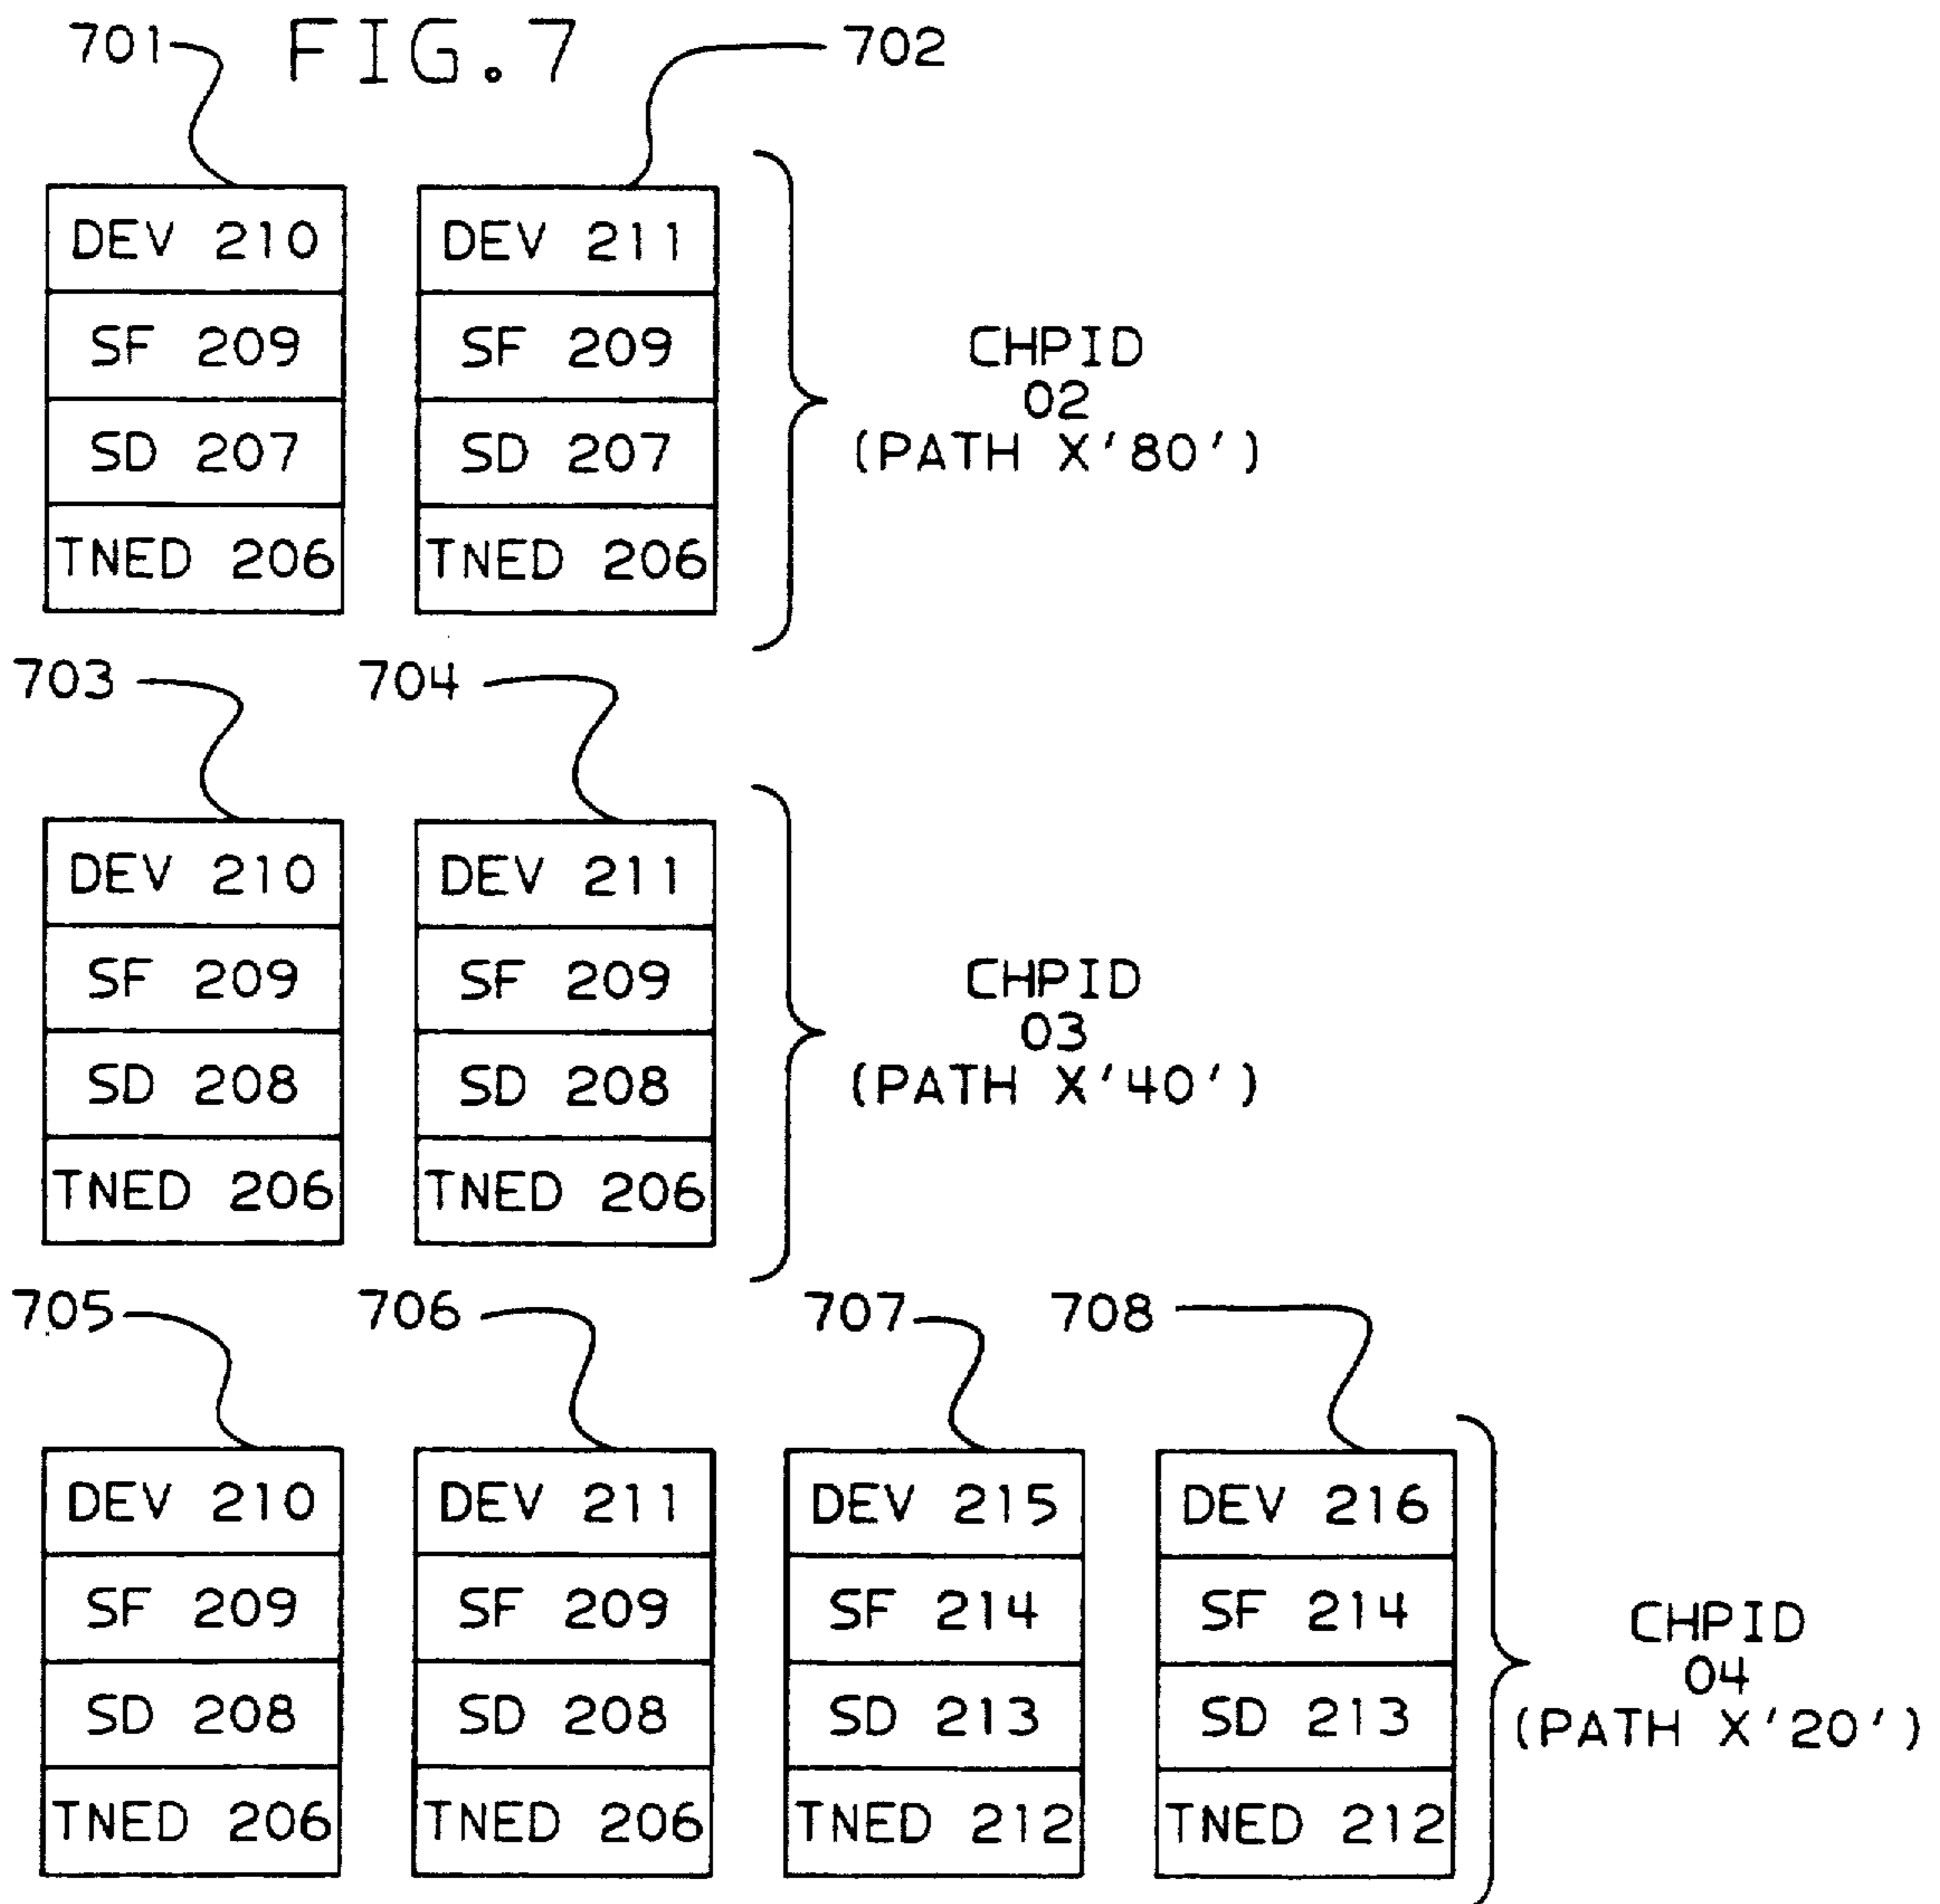 701 FIG.7 702
DEV 210 DEV 211
SF 209 SF 209
SD 207 SD 207
TNED 206 TNED 206
CHPID
02
(PATH X'80')
703 704
DEV 210 DEV 211
SF 209 SF 209
SD 208 SD 208
TNED 206 TNED 206
CHPID
03
(PATH X'40')
705 706 707 708
DEV 210 DEV 211 DEV 215 DEV 216
SF 209 SF 209 SF 214 SF 214
SD 208 SD 208 SD 213 SD 213
TNED 206 TNED 206 TNED 212 TNED 212
CHPID
04
(PATH X'20')